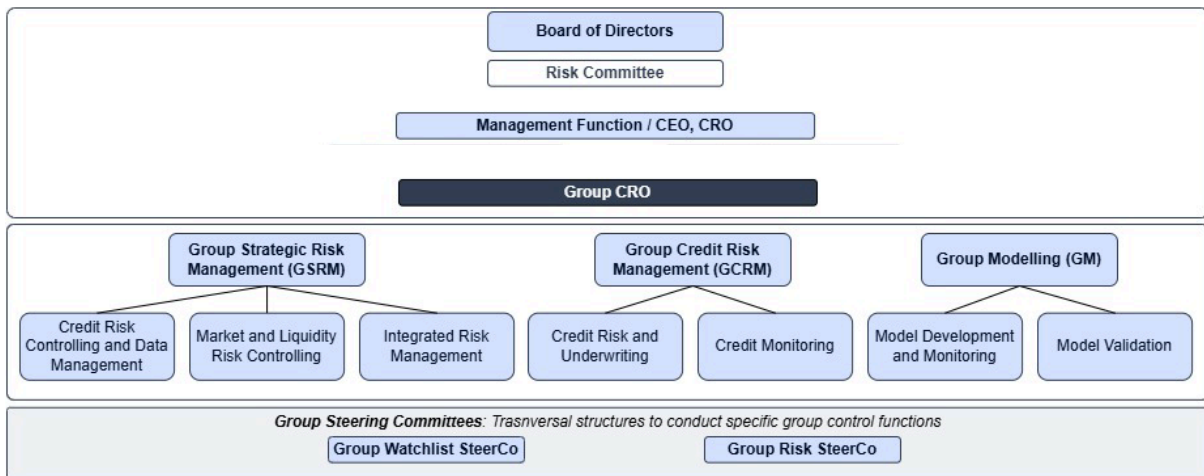 Board of Directors
Risk Committee
Management Function / CEO, CRO
Group CRO
Group Strategic Risk
Management (GSRM)
Group Credit Risk
Management (GCRM)
Group Modelling (GM)
Credit Risk
Controlling and Data
Management
Market and Liquidity
Risk Controlling
Integrated Risk
Management
Credit Risk and
Underwriting
Credit Monitoring
Model Development
and Monitoring
Model Validation
Group Steering Committees: Trasnversal structures to conduct specific group control functions
Group Watchlist SteerCo
Group Risk SteerCo